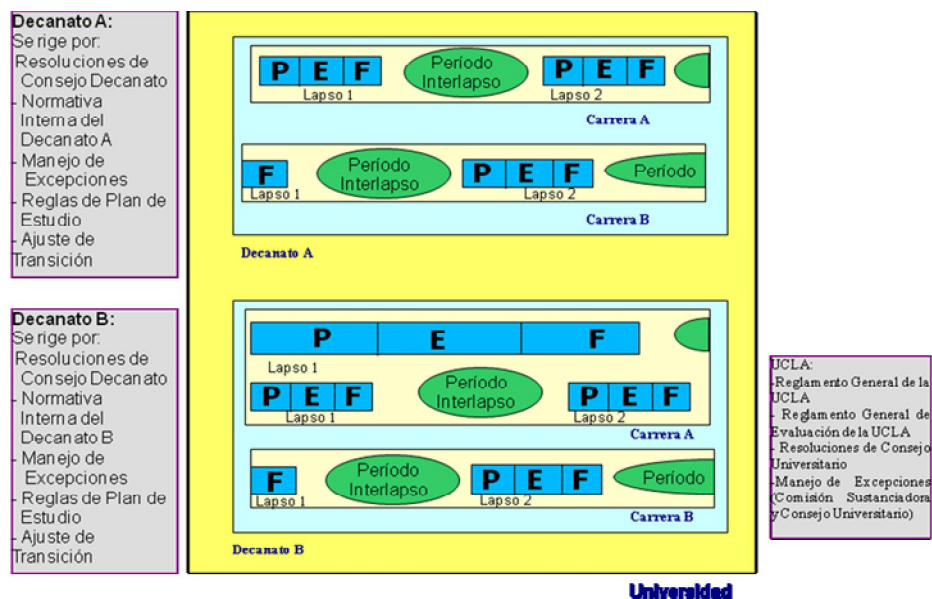 Decanato A:
Se rige por:
Resoluciones de
Consejo Decanato
- Normativa
Interna del
Decanato A
- Manejo de
Excepciones
- Reglas de Plan de
Estudio
- Ajuste de
Transición
P E F
Lapso 1
Período
Interlapso
P E F
Lapso 2
Carrera A
F
Lapso 1
Período
Interlapso
P E F
Lapso 2
Período
Carrera B
Decanato A
Decanato B:
Se rige por:
Resoluciones de
Consejo Decanato
- Normativa
Interna del
Decanato B
- Manejo de
Excepciones
- Reglas de Plan de
Estudio
- Ajuste de
Transición
P E F
Lapso 1
P E F
Lapso 1
Período
Interlapso
P E F
Lapso 2
Carrera A
F
Lapso 1
Período
Interlapso
P E F
Lapso 2
Período
Carrera B
Decanato B
UCLA:
-Reglamento General de la
UCLA
- Reglamento General de
Evaluación de la UCLA
- Resoluciones de Consejo
Universitario
-Manejo de Excepciones
(Comisión Sustanciadora
y Consejo Universitario)
Universidad